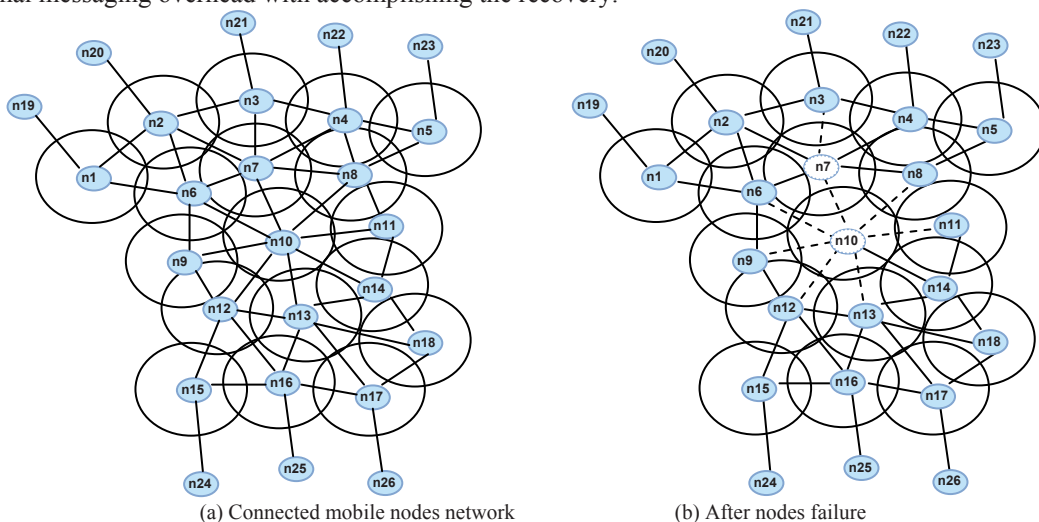 nal messaging overhead with accomplishing the recovery.
n21
n22
n23
n20
n19
n3
n4
n5
n2
n7
n8
n1
n6
n11
n10
n9
n14
n12
n13
n18
n15
n16
n17
n24
n25
n26
(a) Connected mobile nodes network
n21
n22
n23
n20
n19
n3
n4
n5
n2
n7
n8
n1
n6
n11
n10
n9
n14
n12
n13
n18
n15
n16
n17
n24
n25
n26
(b) After nodes failure